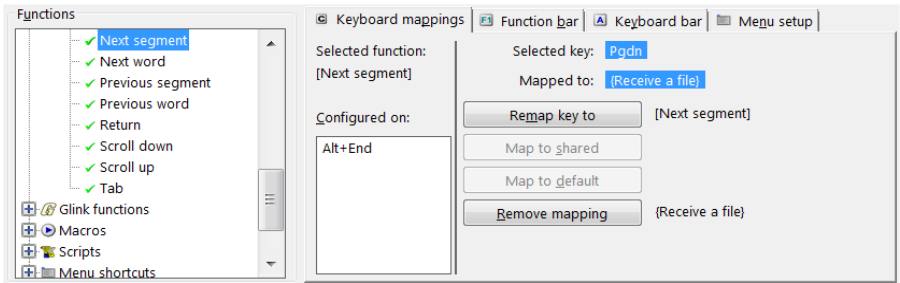 Functions
Next segment
Next word
Previous segment
Previous word
Return
Scroll down
Scroll up
Tab
Glink functions
Macros
Scripts
Menu shortcuts
Keyboard mappings
Function bar
Keyboard bar
Menu setup
Selected function:
[Next segment]
Configured on:
Alt+End
Selected key: Pgdn
Mapped to: {Receive a file}
Remap key to [Next segment]
Map to shared
Map to default
Remove mapping {Receive a file}